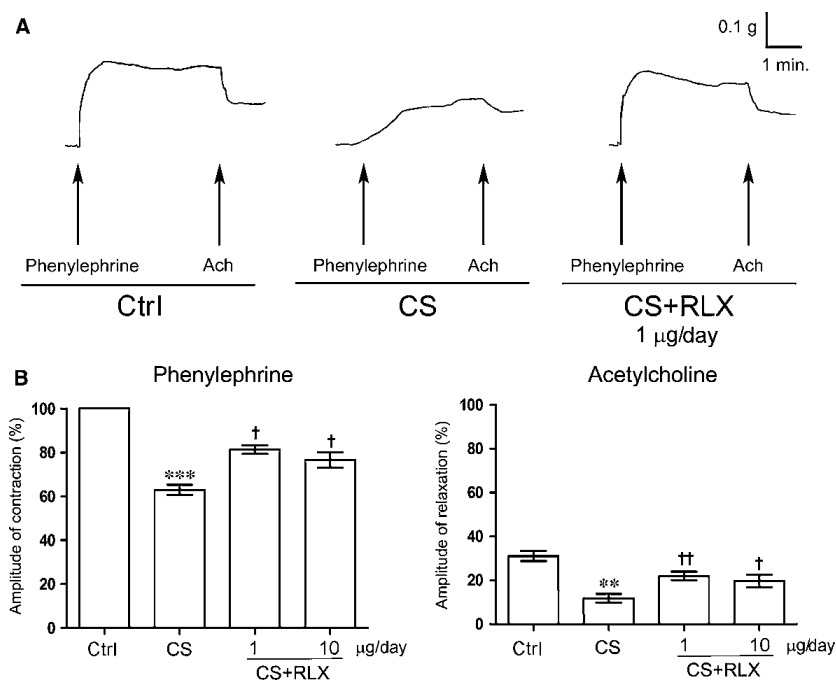 A
0.1 g
1 min.
Phenylephrine Ach Phenylephrine Ach Phenylephrine Ach
Ctrl CS CS+RLX
1 µg/day
B
Phenylephrine
Amplitude of contraction (%)
100
80
60
40
20
0
***
†
†
Ctrl CS 1 10 µg/day
CS+RLX
Acetylcholine
Amplitude of relaxation (%)
100
80
60
40
20
0
**
††
†
Ctrl CS 1 10 µg/day
CS+RLX